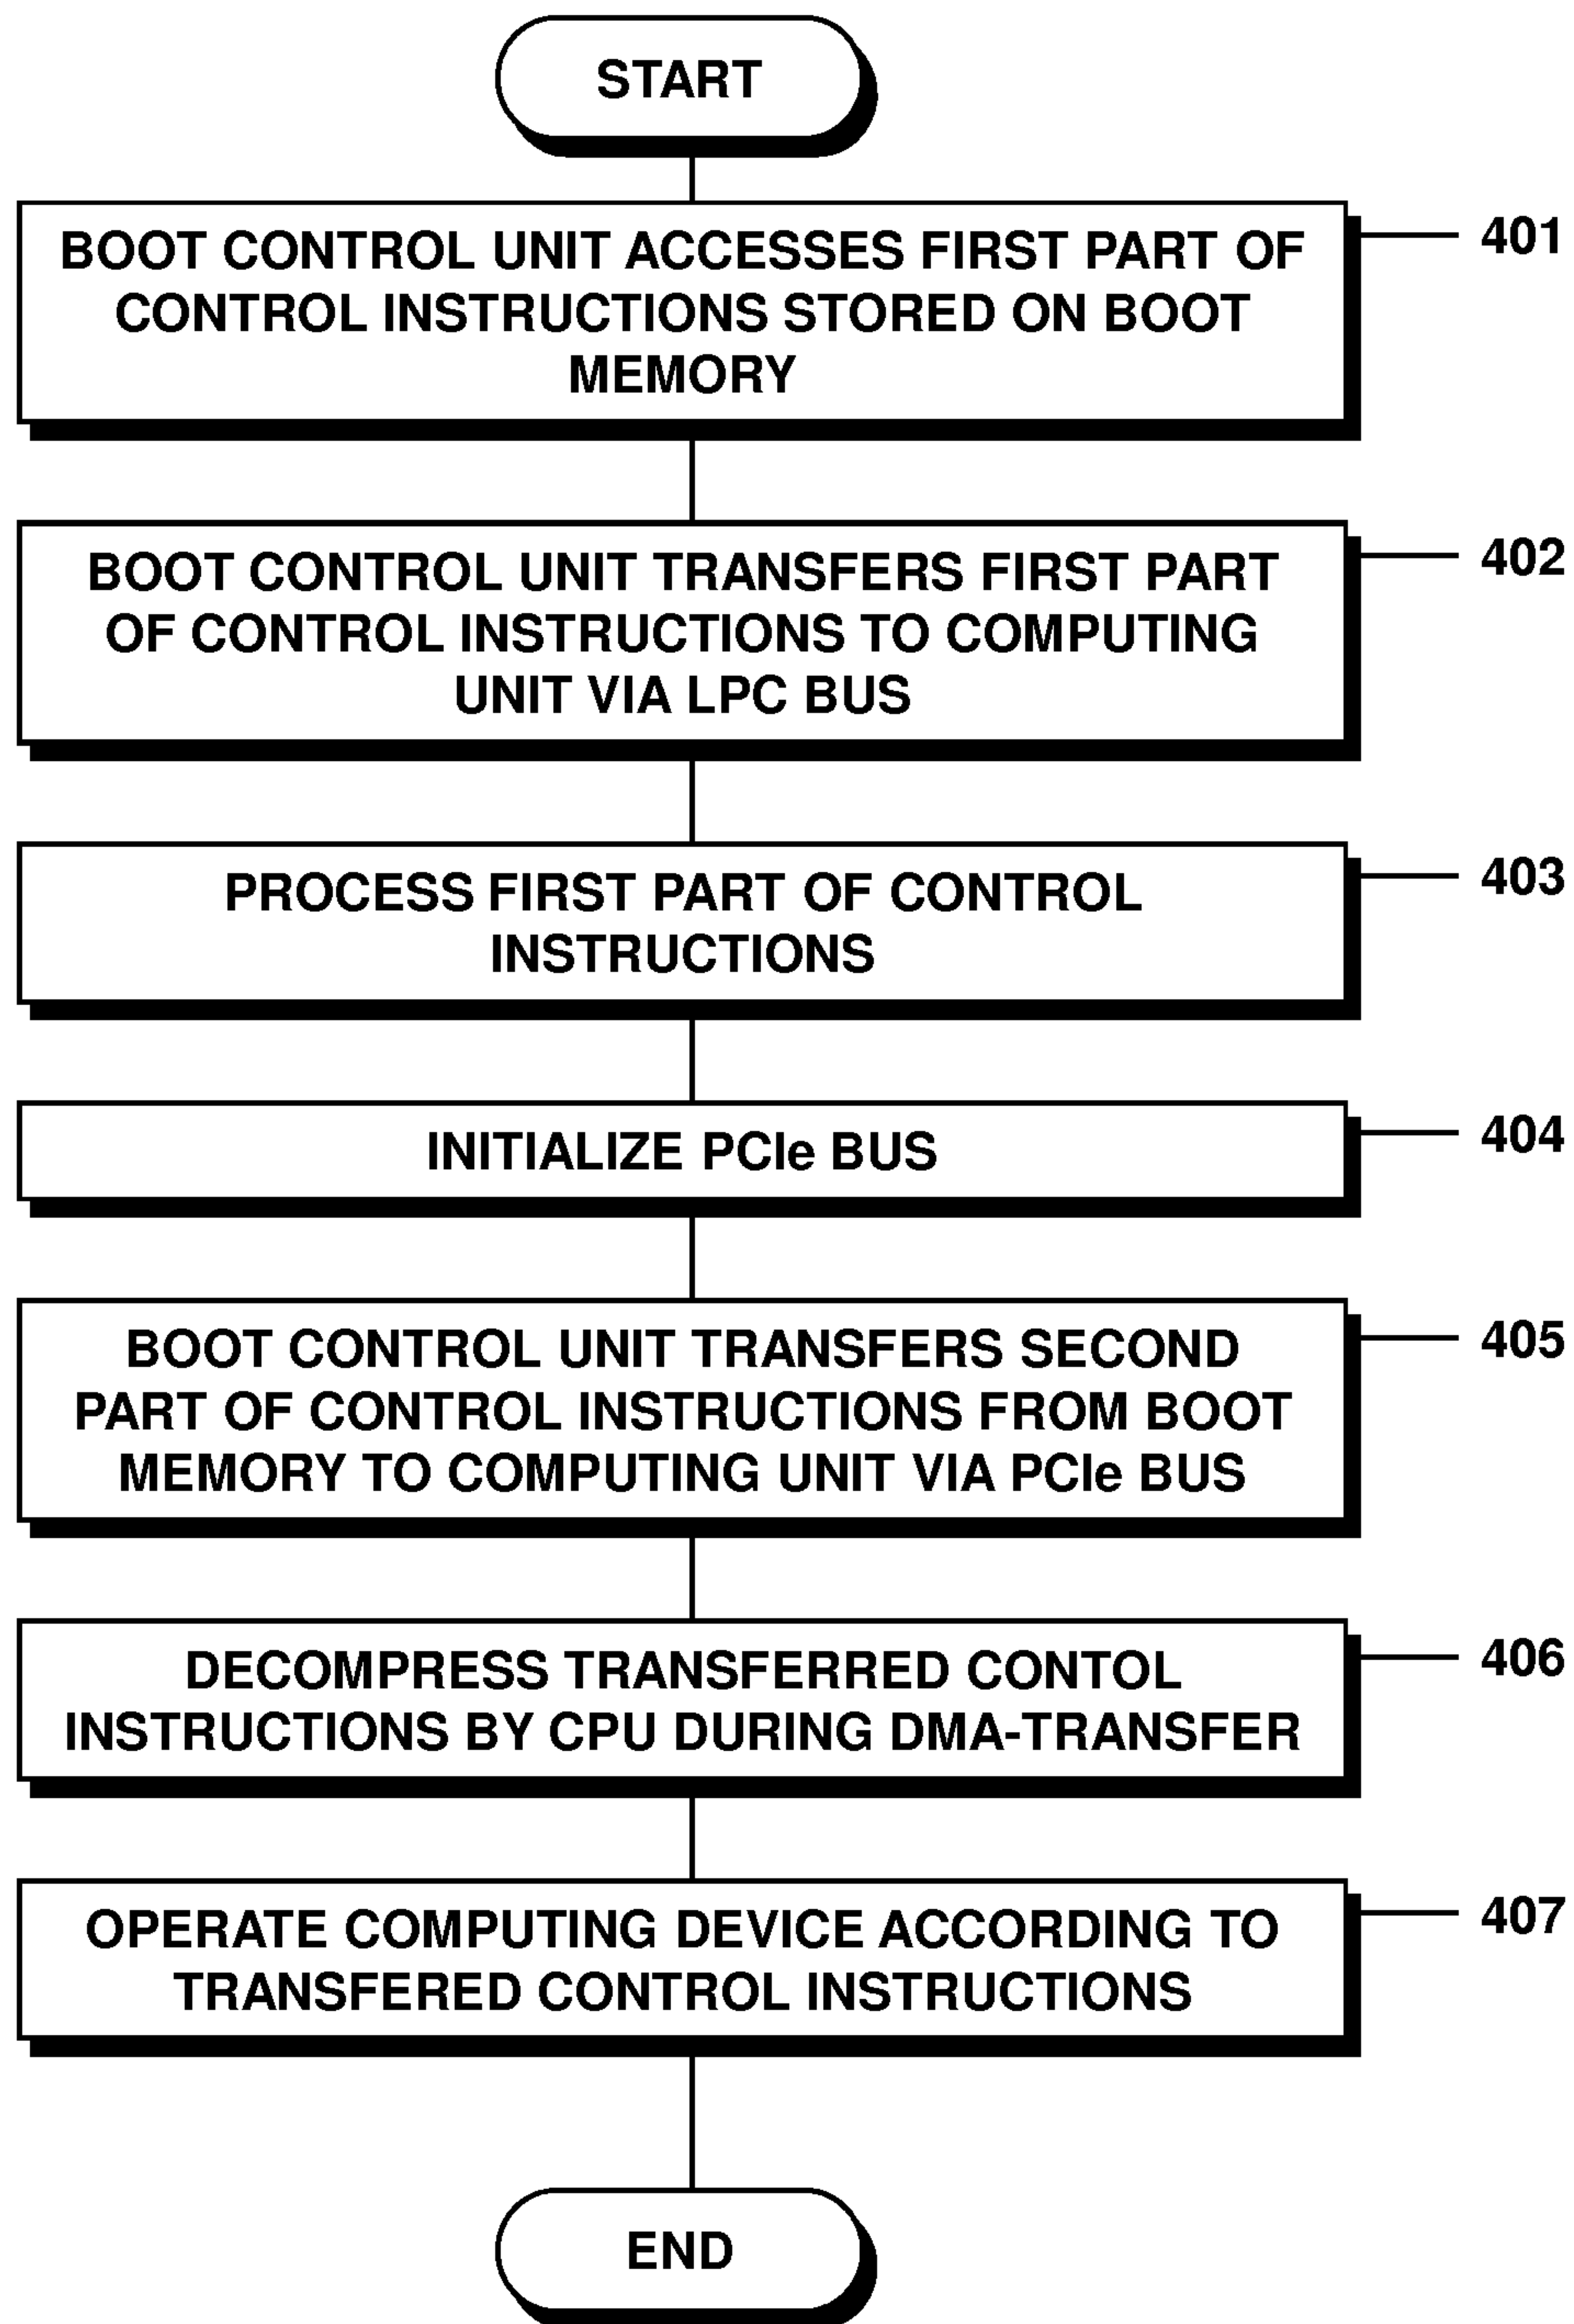 START
BOOT CONTROL UNIT ACCESSES FIRST PART OF
CONTROL INSTRUCTIONS STORED ON BOOT
MEMORY
401
BOOT CONTROL UNIT TRANSFERS FIRST PART
OF CONTROL INSTRUCTIONS TO COMPUTING
UNIT VIA LPC BUS
402
PROCESS FIRST PART OF CONTROL
INSTRUCTIONS
403
INITIALIZE PCIe BUS
404
BOOT CONTROL UNIT TRANSFERS SECOND
PART OF CONTROL INSTRUCTIONS FROM BOOT
MEMORY TO COMPUTING UNIT VIA PCIe BUS
405
DECOMPRESS TRANSFERRED CONTOL
INSTRUCTIONS BY CPU DURING DMA-TRANSFER
406
OPERATE COMPUTING DEVICE ACCORDING TO
TRANSFERED CONTROL INSTRUCTIONS
407
END